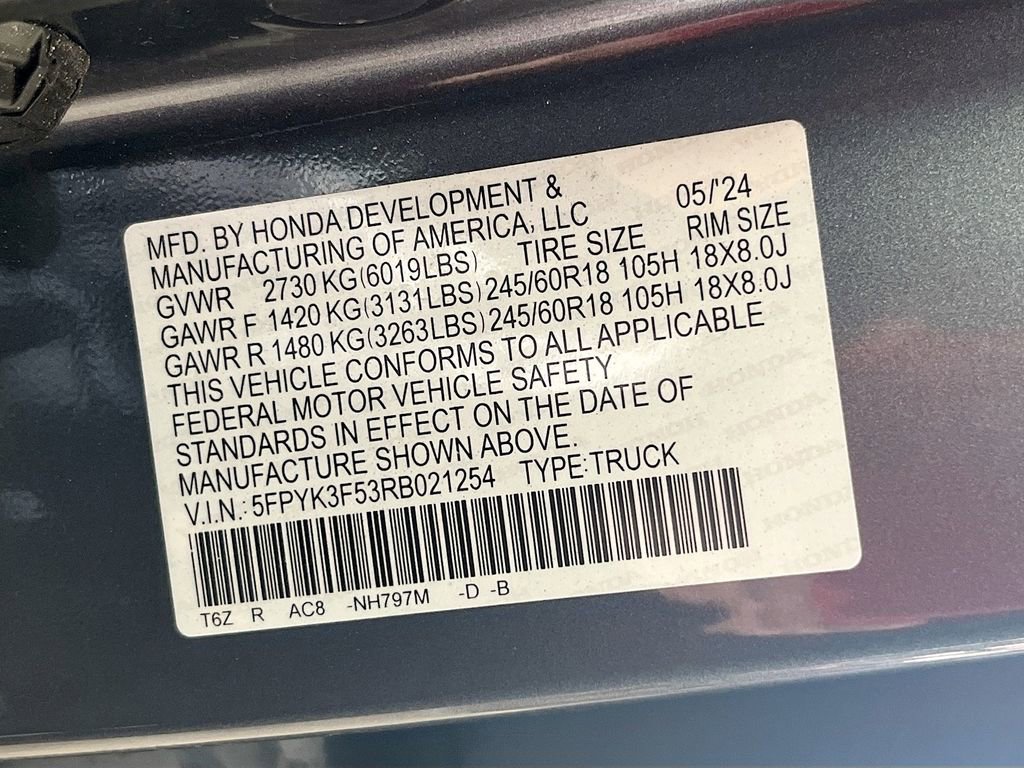 MFD. BY HONDA DEVELOPMENT & 05/'24
MANUFACTURING OF AMERICA, LLC
GVWR 2730 KG(6019LBS) TIRE SIZE RIM SIZE
GAWR F 1420 KG(3131LBS) 245/60R18 105H 18X8.0J
GAWR R 1480 KG(3263LBS) 245/60R18 105H 18X8.0J
THIS VEHICLE CONFORMS TO ALL APPLICABLE
FEDERAL MOTOR VEHICLE SAFETY
STANDARDS IN EFFECT ON THE DATE OF
MANUFACTURE SHOWN ABOVE.
V.I.N.: 5FPYK3F53RB021254 TYPE:TRUCK
T6Z R AC8 -NH797M -D -B